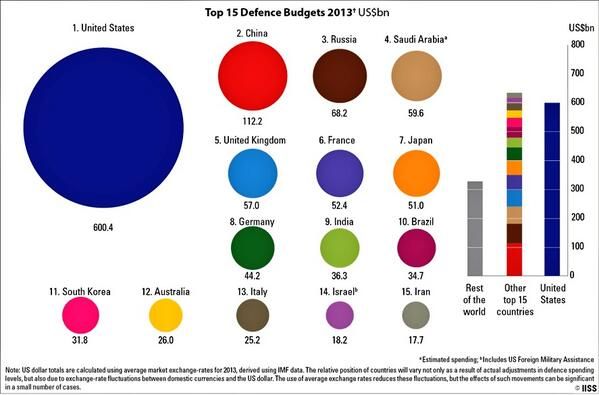 Top 15 Defence Budgets 2013† US$bn
1. United States
600.4
2. China
112.2
3. Russia
68.2
4. Saudi Arabiaª
59.6
5. United Kingdom
57.0
6. France
52.4
7. Japan
51.0
8. Germany
44.2
9. India
36.3
10. Brazil
34.7
11. South Korea
31.8
12. Australia
26.0
13. Italy
25.2
14. Israelᵇ
18.2
15. Iran
17.7
US$bn
800
700
600
500
400
300
200
100
0
Rest
of the
world
Other
top 15
countries
United
States
ªEstimated spending; ᵇIncludes US Foreign Military Assistance
Note: US dollar totals are calculated using average market exchange-rates for 2013, derived using IMF data. The relative position of countries will vary not only as a result of actual adjustments in defence spending
levels, but also due to exchange-rate fluctuations between domestic currencies and the US dollar. The use of average exchange rates reduces these fluctuations, but the effects of such movements can be significant
in a small number of cases.
© IISS